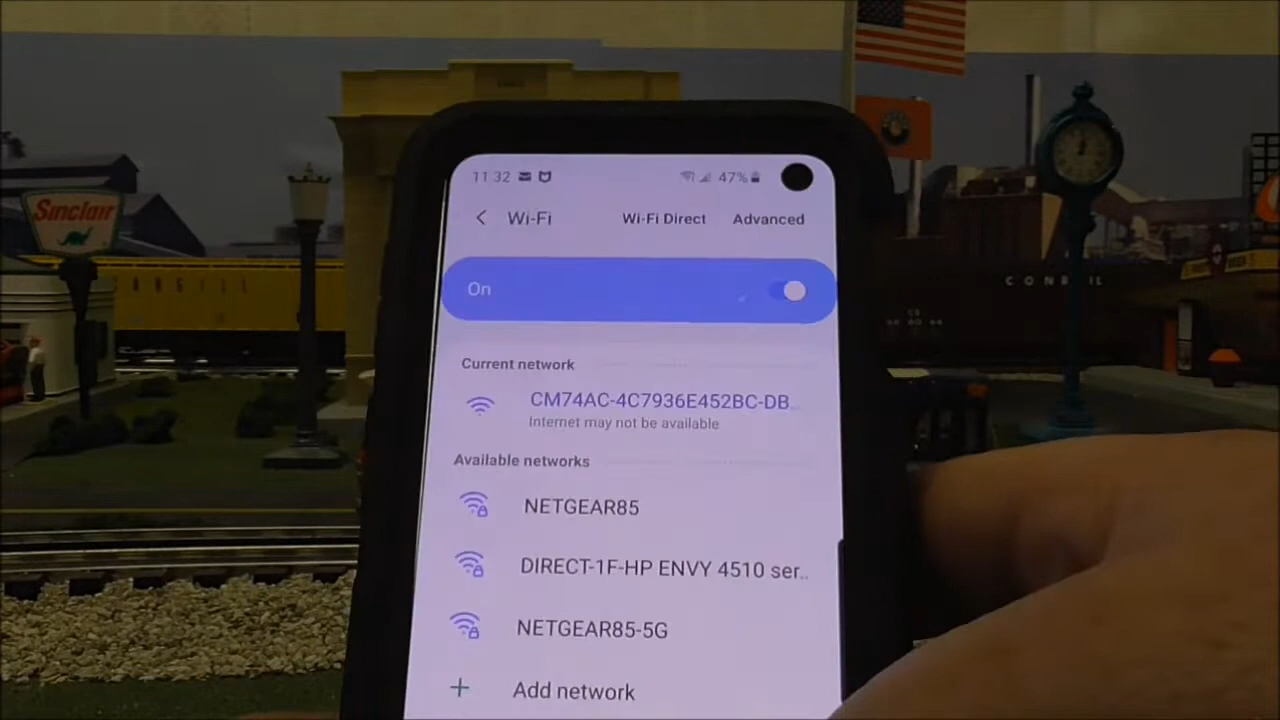 11 32
47%
Wi-Fi
Wi-Fi Direct
Advanced
On
Current network
CM74AC-4C7936E452BC-DB..
Internet may not be available
Available networks
NETGEAR85
DIRECT-1F-HP ENVY 4510 ser..
NETGEAR85-5G
+ Add network
Sinclair
CONRAIL